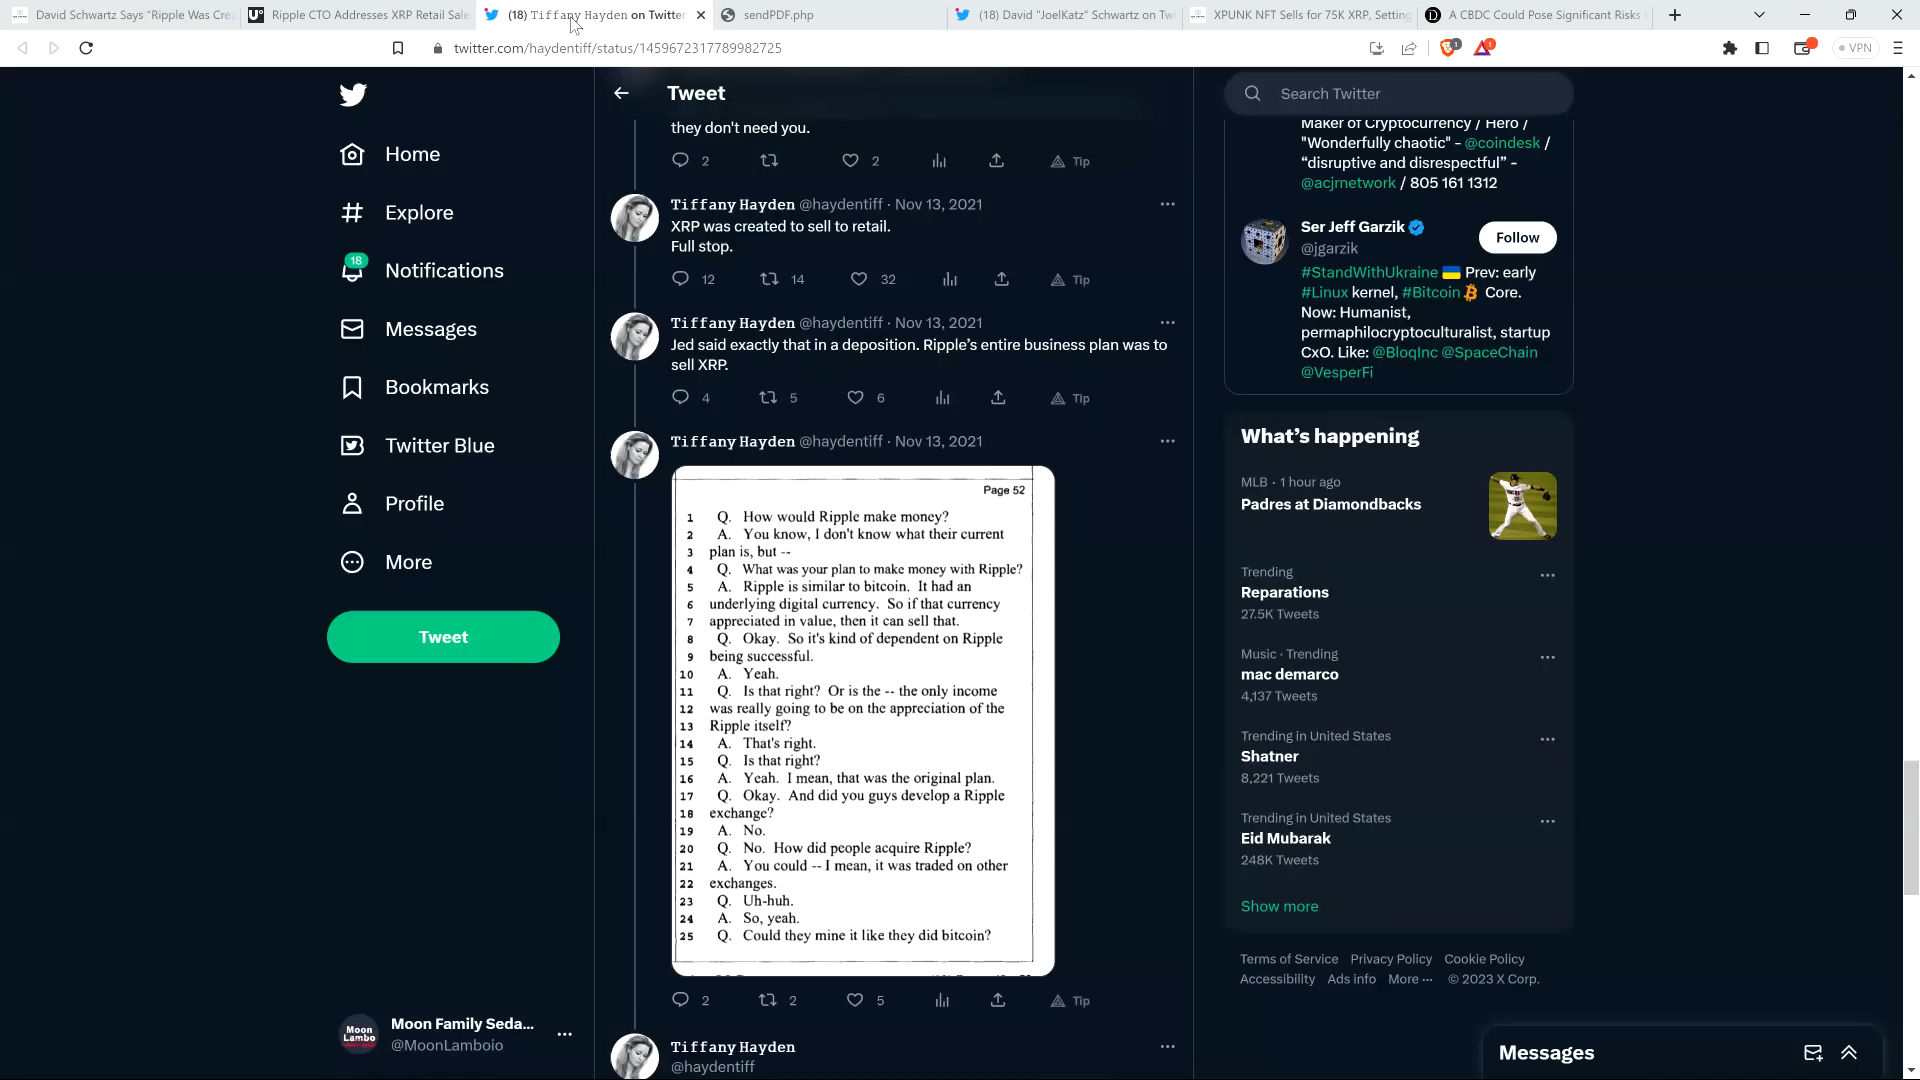 David Schwartz Says "Ripple Was Crea
Ripple CTO Addresses XRP Retail Sale
(18) Tiffany Hayden on Twitter
sendPDF.php
(18) David "JoelKatz" Schwartz on Tw
XPUNK NFT Sells for 75K XRP, Setting
A CBDC Could Pose Significant Risks
twitter.com/haydentiff/status/1459672317789982725
VPN
Home
Explore
18
Notifications
Messages
Bookmarks
Twitter Blue
Profile
More
Tweet
Moon Lambo
Moon Family Seda...
@MoonLamboio
Tweet
they don't need you.
2
2
Tip
Tiffany Hayden @haydentiff · Nov 13, 2021
XRP was created to sell to retail.
Full stop.
12
14
32
Tip
Tiffany Hayden @haydentiff · Nov 13, 2021
Jed said exactly that in a deposition. Ripple’s entire business plan was to
sell XRP.
4
5
6
Tip
Tiffany Hayden @haydentiff · Nov 13, 2021
Page 52
1 Q. How would Ripple make money?
2 A. You know, I don't know what their current
3 plan is, but --
4 Q. What was your plan to make money with Ripple?
5 A. Ripple is similar to bitcoin. It had an
6 underlying digital currency. So if that currency
7 appreciated in value, then it can sell that.
8 Q. Okay. So it's kind of dependent on Ripple
9 being successful.
10 A. Yeah.
11 Q. Is that right? Or is the -- the only income
12 was really going to be on the appreciation of the
13 Ripple itself?
14 A. That's right.
15 Q. Is that right?
16 A. Yeah. I mean, that was the original plan.
17 Q. Okay. And did you guys develop a Ripple
18 exchange?
19 A. No.
20 Q. No. How did people acquire Ripple?
21 A. You could -- I mean, it was traded on other
22 exchanges.
23 Q. Uh-huh.
24 A. So, yeah.
25 Q. Could they mine it like they did bitcoin?
2
2
5
Tip
Tiffany Hayden
@haydentiff
Search Twitter
Maker of Cryptocurrency / Hero /
"Wonderfully chaotic" - @coindesk /
“disruptive and disrespectful” -
@acjrnetwork / 805 161 1312
Ser Jeff Garzik
@jgarzik
Follow
#StandWithUkraine 🇺🇦 Prev: early
#Linux kernel, #Bitcoin Core.
Now: Humanist,
permaphilocryptoculturalist, startup
CxO. Like: @BloqInc @SpaceChain
@VesperFi
What’s happening
MLB · 1 hour ago
Padres at Diamondbacks
Trending
Reparations
27.5K Tweets
Music · Trending
mac demarco
4,137 Tweets
Trending in United States
Shatner
8,221 Tweets
Trending in United States
Eid Mubarak
248K Tweets
Show more
Terms of Service Privacy Policy Cookie Policy
Accessibility Ads info More ··· © 2023 X Corp.
Messages